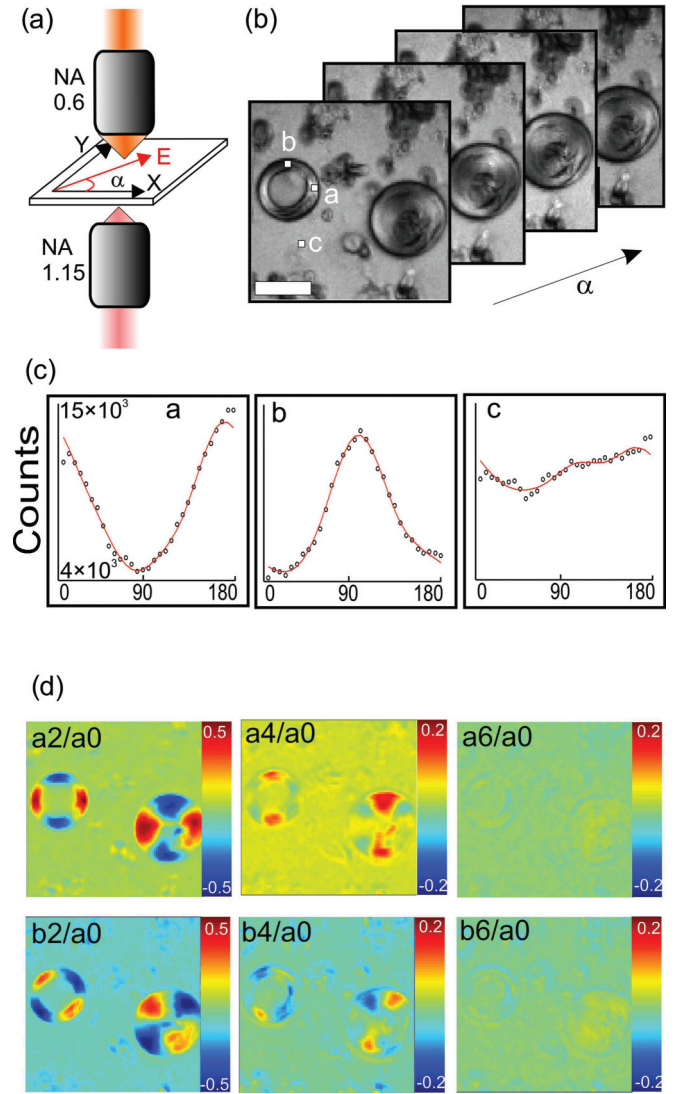 (a)
NA
0.6
Y
E
α
X
NA
1.15
(b)
b
a
c
α
(c)
Counts
15×10³
a
4×10³
0
90
180
b
90
180
c
0
90
180
(d)
a2/a0
0.5
-0.5
a4/a0
0.2
-0.2
a6/a0
0.2
-0.2
b2/a0
0.5
-0.5
b4/a0
0.2
-0.2
b6/a0
0.2
-0.2